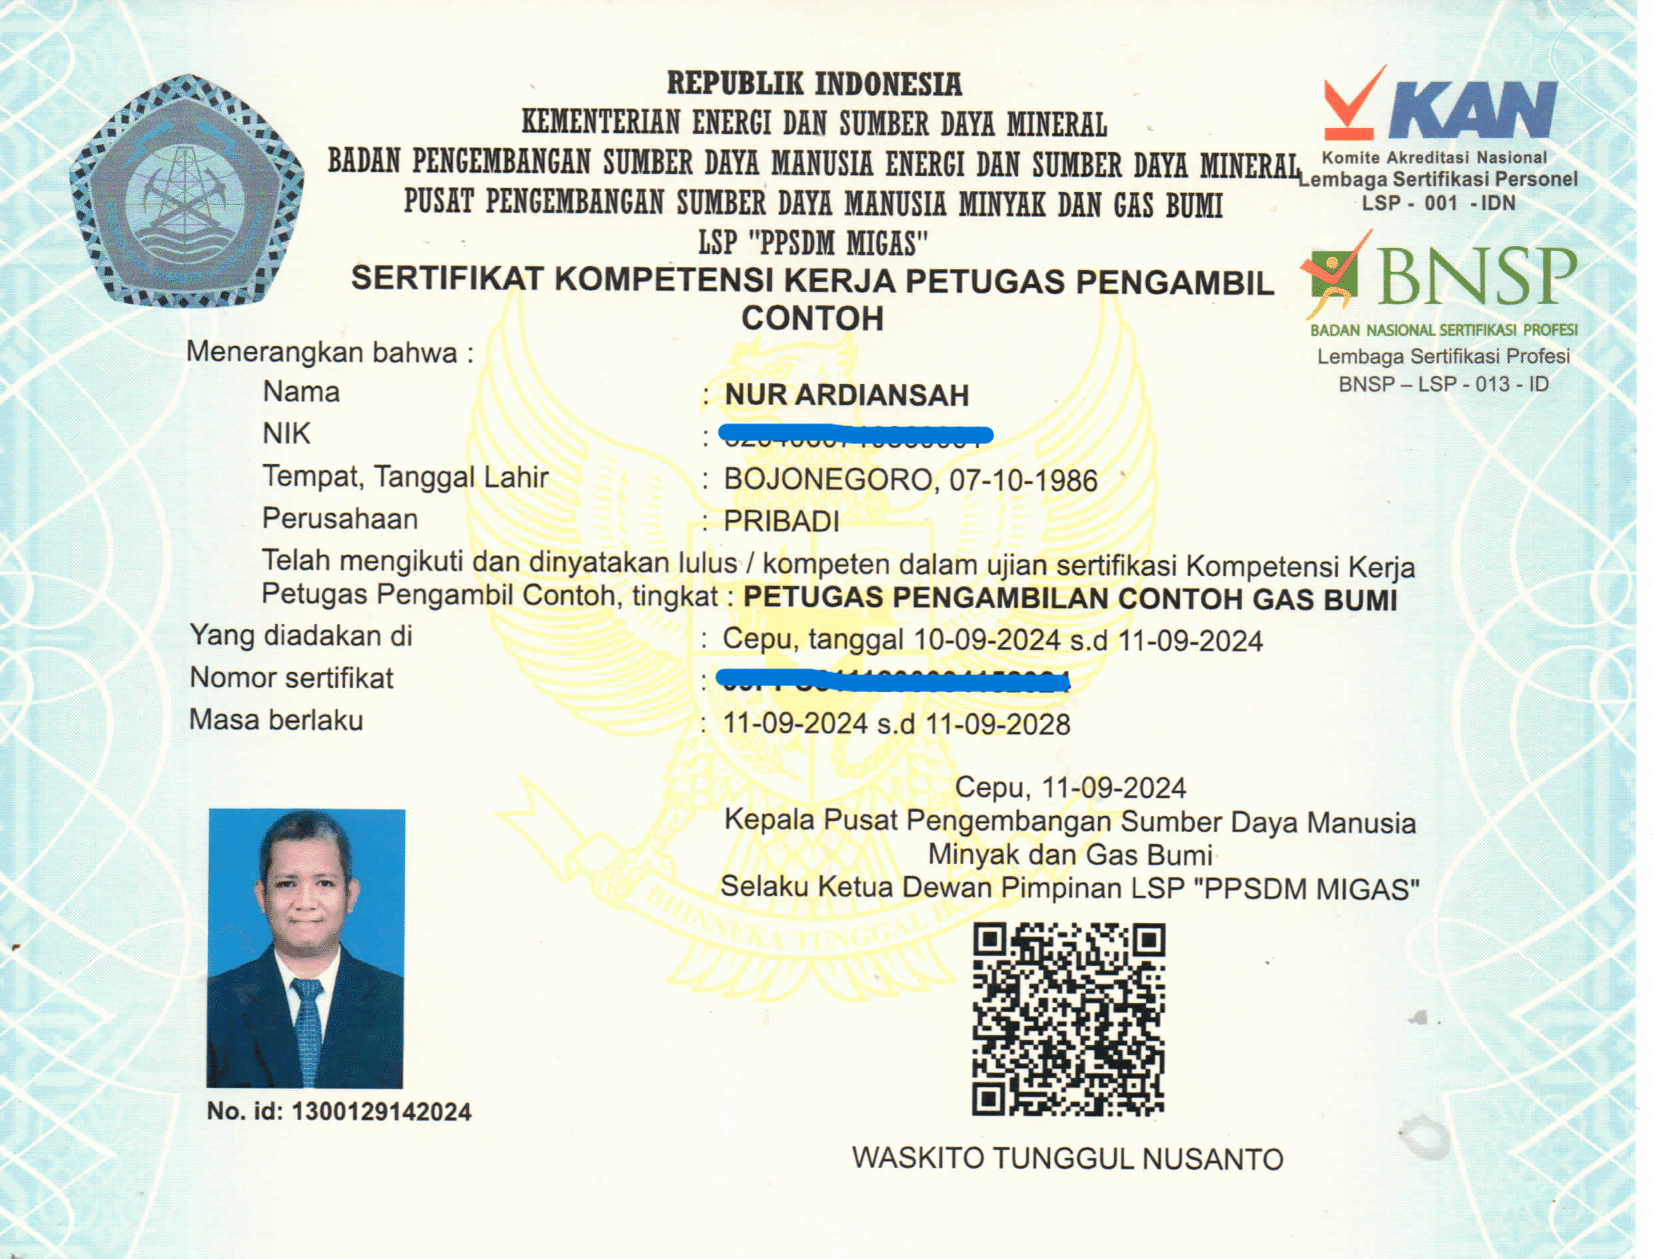 REPUBLIK INDONESIA
KEMENTERIAN ENERGI DAN SUMBER DAYA MINERAL
BADAN PENGEMBANGAN SUMBER DAYA MANUSIA ENERGI DAN SUMBER DAYA MINERAL
PUSAT PENGEMBANGAN SUMBER DAYA MANUSIA MINYAK DAN GAS BUMI
LSP "PPSDM MIGAS"
SERTIFIKAT KOMPETENSI KERJA PETUGAS PENGAMBIL
CONTOH
KAN
Komite Akreditasi Nasional
Lembaga Sertifikasi Personel
LSP - 001 - IDN
BNSP
BADAN NASIONAL SERTIFIKASI PROFESI
Lembaga Sertifikasi Profesi
BNSP – LSP - 013 - ID
Menerangkan bahwa :
Nama : NUR ARDIANSAH
NIK :
Tempat, Tanggal Lahir : BOJONEGORO, 07-10-1986
Perusahaan : PRIBADI
Telah mengikuti dan dinyatakan lulus / kompeten dalam ujian sertifikasi Kompetensi Kerja
Petugas Pengambil Contoh, tingkat : PETUGAS PENGAMBILAN CONTOH GAS BUMI
Yang diadakan di : Cepu, tanggal 10-09-2024 s.d 11-09-2024
Nomor sertifikat :
Masa berlaku : 11-09-2024 s.d 11-09-2028
Cepu, 11-09-2024
Kepala Pusat Pengembangan Sumber Daya Manusia
Minyak dan Gas Bumi
Selaku Ketua Dewan Pimpinan LSP "PPSDM MIGAS"
BHINNEKA TUNGGAL IKA
No. id: 1300129142024
WASKITO TUNGGUL NUSANTO